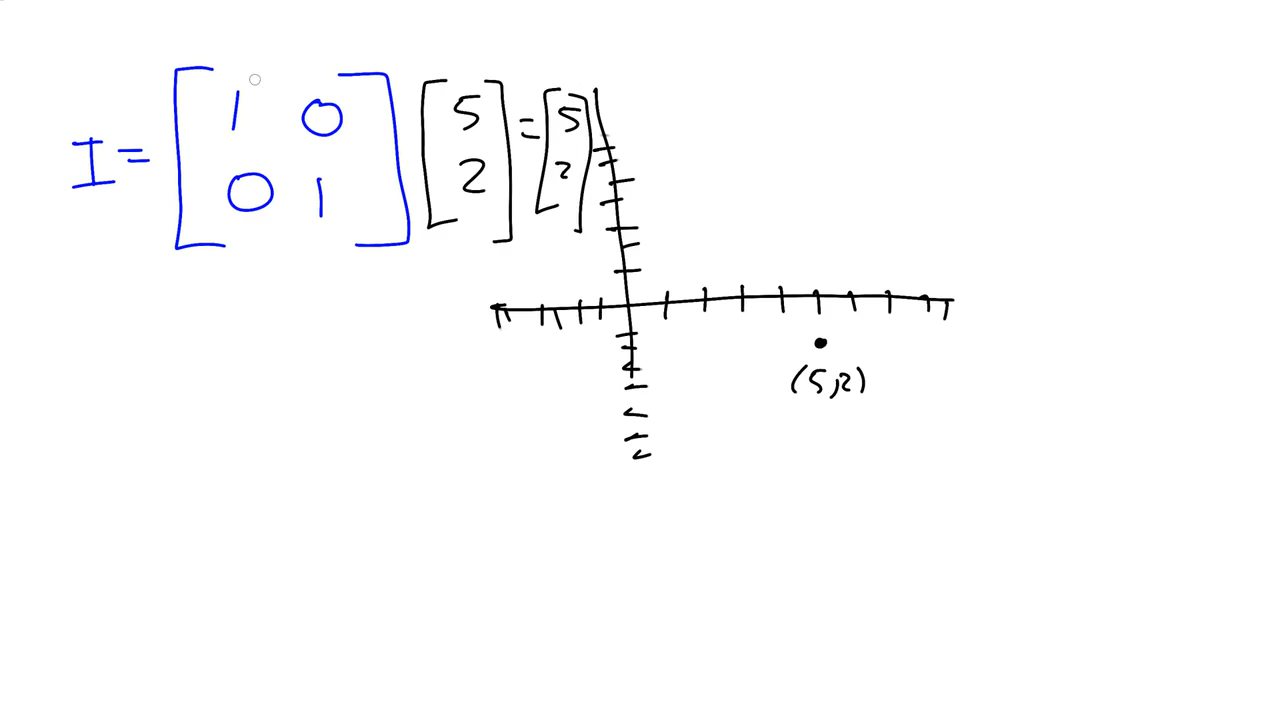 I = [ 1 0 ] [ 5 ] = [ 5 ]
[ 0 1 ] [ 2 ] [ 2 ]
(5,2)